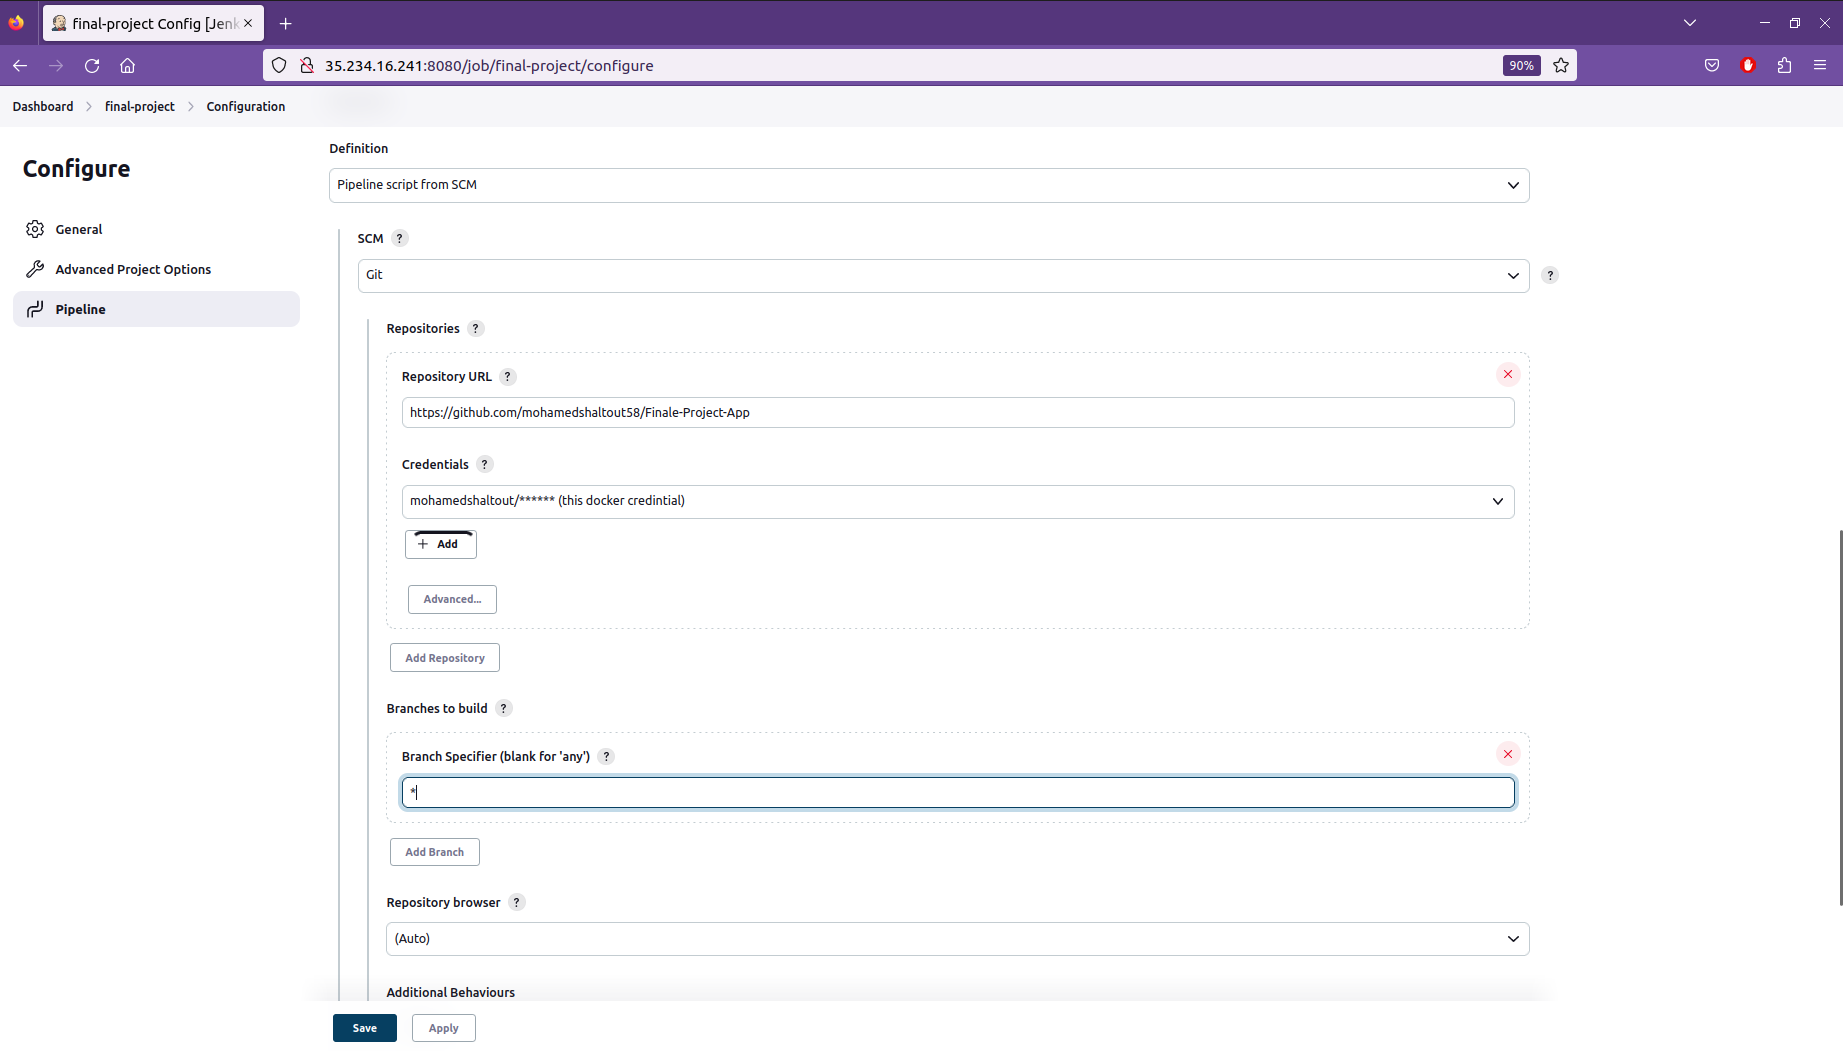 final-project Config [Jenk
35.234.16.241:8080/job/final-project/configure
90%
Dashboard
final-project
Configuration
Configure
General
Advanced Project Options
Pipeline
Definition
Pipeline script from SCM
SCM ?
Git
?
Repositories ?
Repository URL ?
https://github.com/mohamedshaltout58/Finale-Project-App
Credentials ?
mohamedshaltout/****** (this docker credintial)
+ Add
Advanced...
Add Repository
Branches to build ?
Branch Specifier (blank for 'any') ?
*
Add Branch
Repository browser ?
(Auto)
Additional Behaviours
Save
Apply